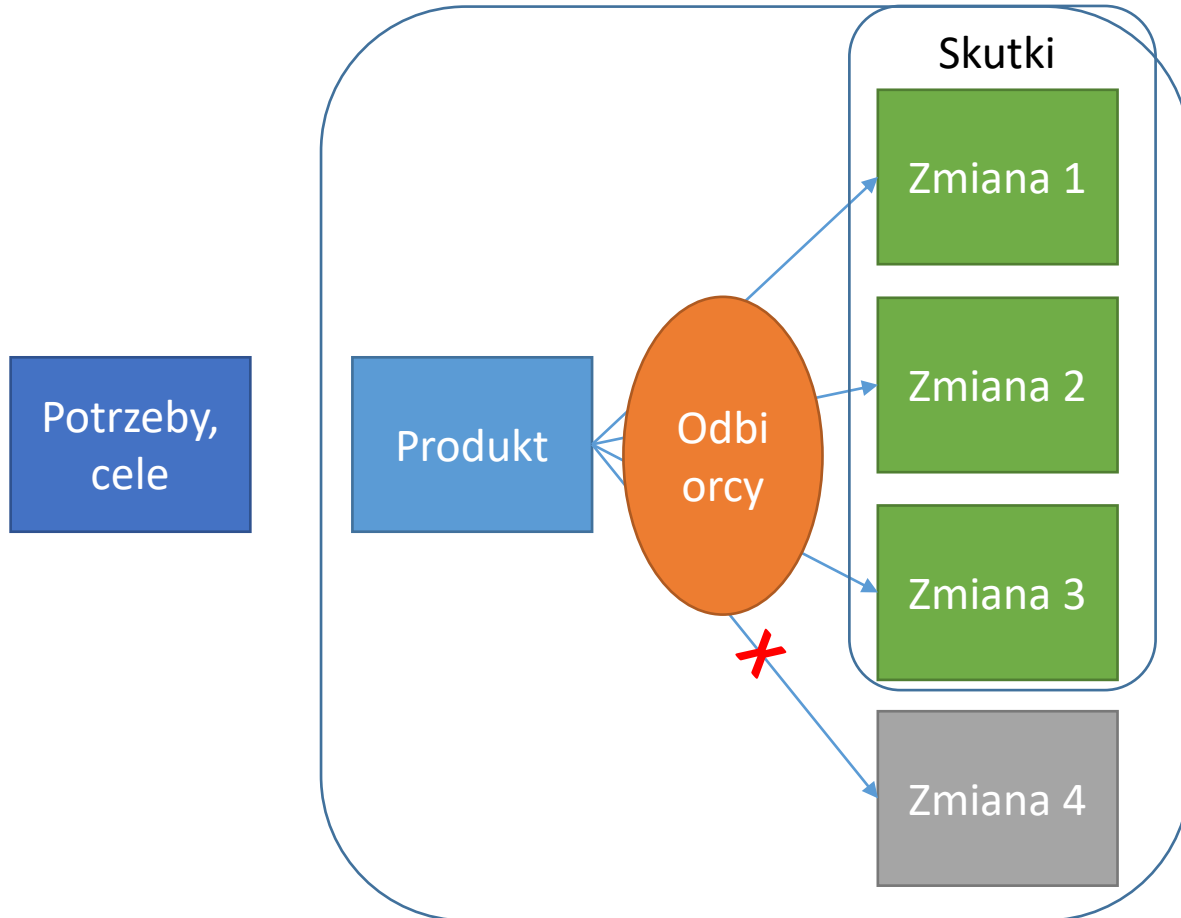 Skutki
Zmiana 1
Zmiana 2
Potrzeby,
cele
Produkt
Odbi
orcy
Zmiana 3
Zmiana 4